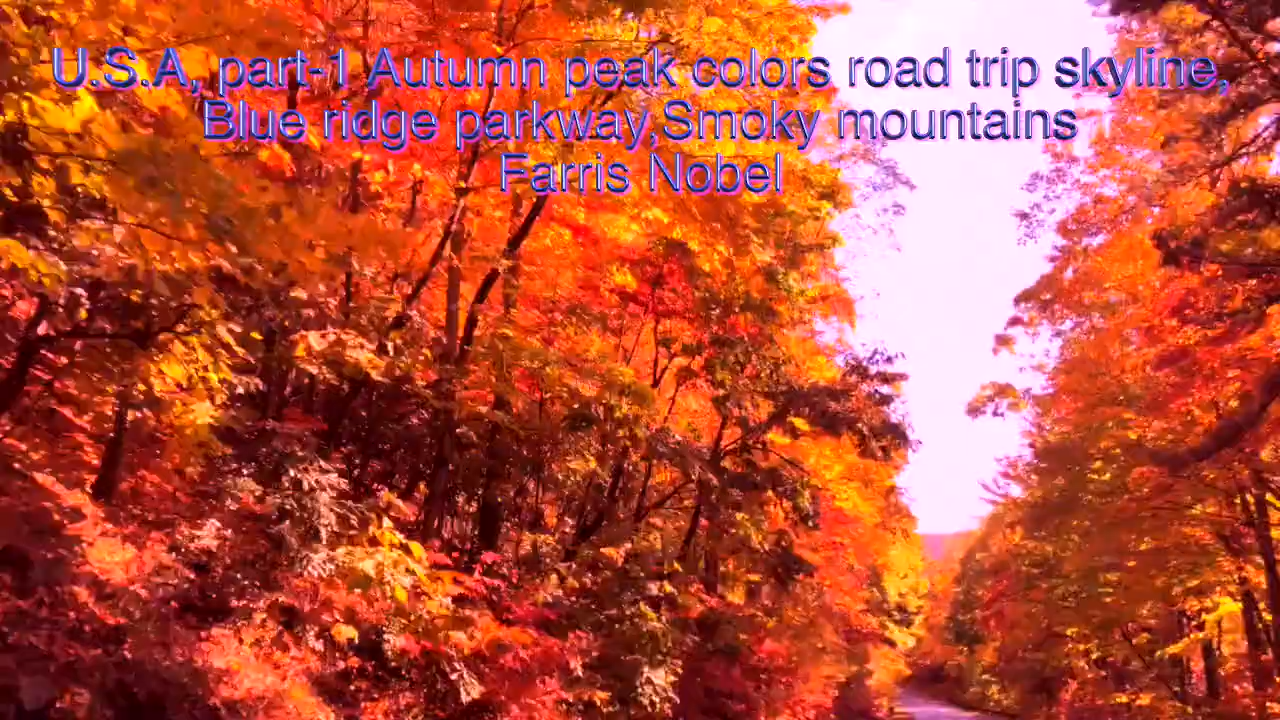 U.S.A, part-1 Autumn peak colors road trip skyline,
Blue ridge parkway,Smoky mountains
Farris Nobel